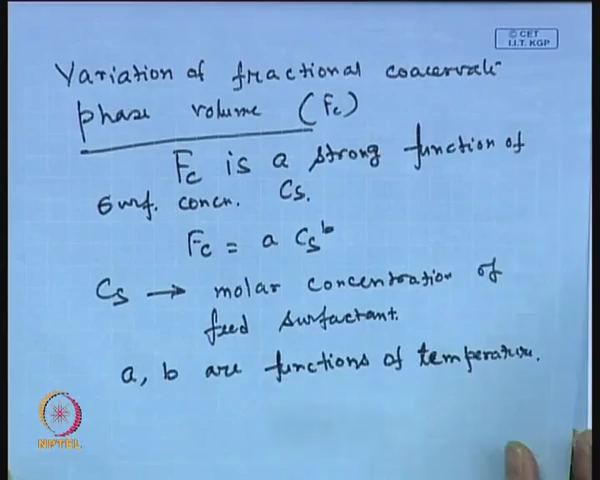 © CET
I.I.T. KGP
Variation of fractional coacervate
phase volume (Fc)
Fc is a strong function of
surf. concn. Cs.
Fc = a Cs^b
Cs → molar concentration of
feed surfactant.
a, b are functions of temperature.
NPTEL